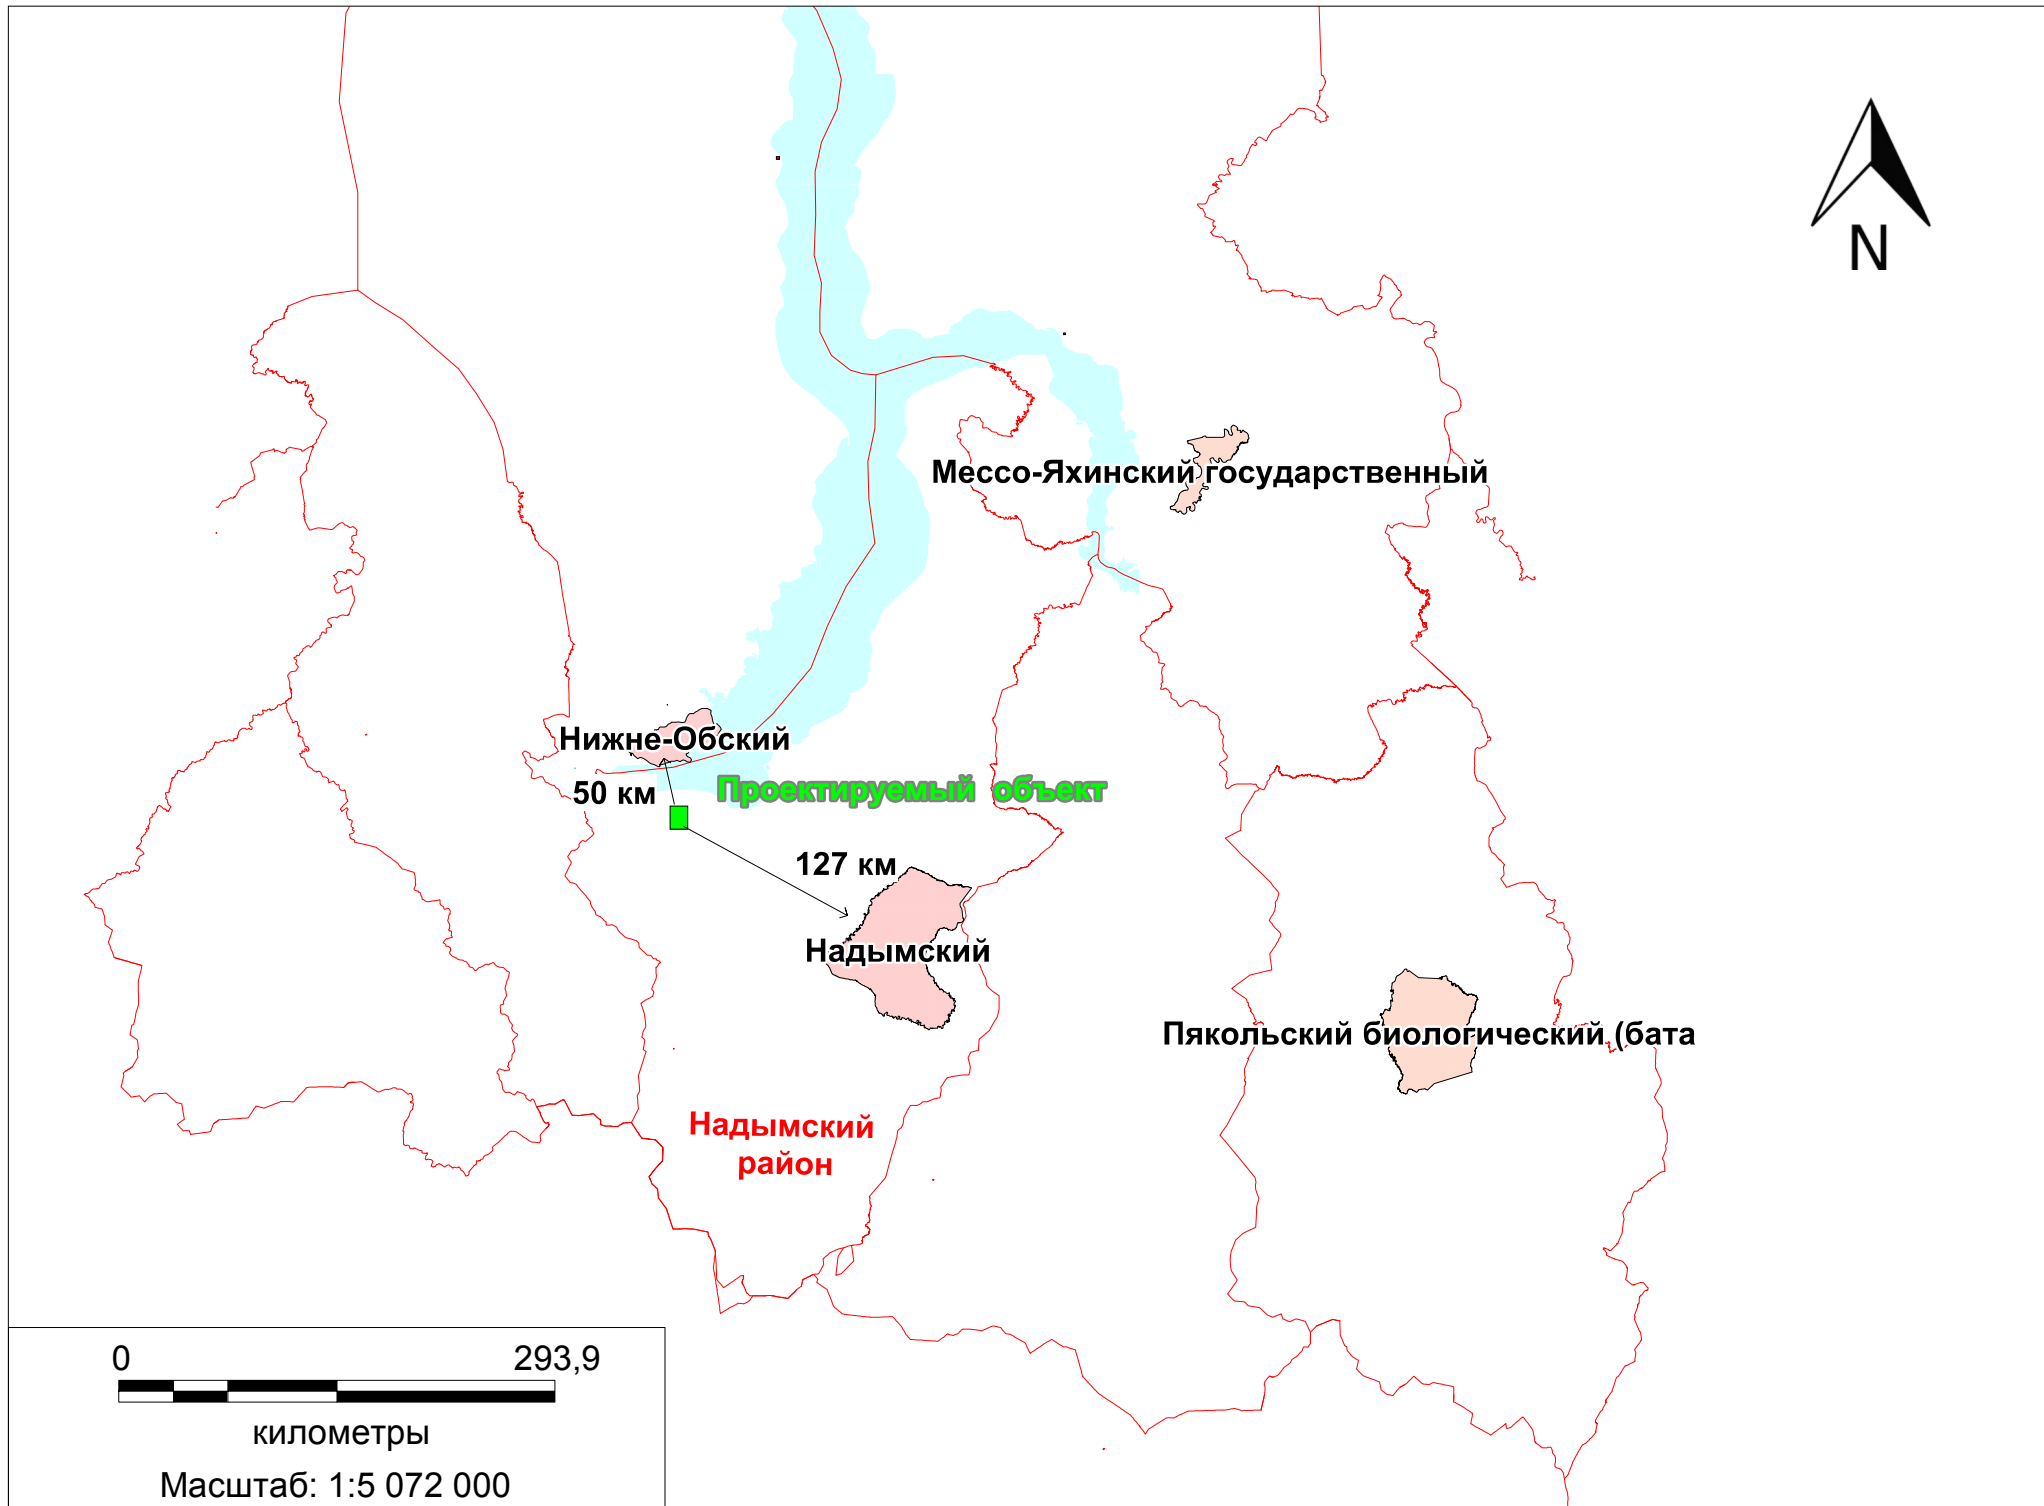 N
Мессо-Яхинский государственный
Нижне-Обский
50 км
Проектируемый объект
127 км
Надымский
Пякольский биологический (бата
Надымский
район
0
293,9
километры
Масштаб: 1:5 072 000